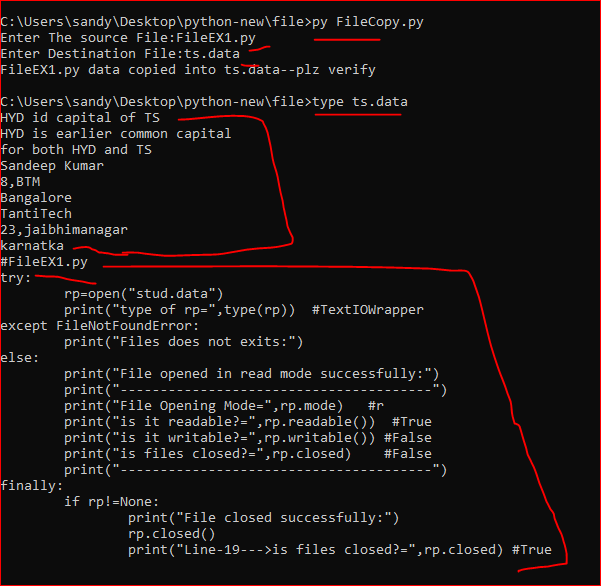 C:\Users\sandy\Desktop\python-new\file>py FileCopy.py
Enter The source File:FileEX1.py
Enter Destination File:ts.data
FileEX1.py data copied into ts.data--plz verify
C:\Users\sandy\Desktop\python-new\file>type ts.data
HYD id capital of TS
HYD is earlier common capital
for both HYD and TS
Sandeep Kumar
8,BTM
Bangalore
TantiTech
23,jaibhimanagar
karnatka
#FileEX1.py
try:
        rp=open("stud.data")
        print("type of rp=",type(rp))  #TextIOWrapper
except FileNotFoundError:
        print("Files does not exits:")
else:
        print("File opened in read mode successfully:")
        print("---------------------------------------")
        print("File Opening Mode=",rp.mode)   #r
        print("is it readable?=",rp.readable())  #True
        print("is it writable?=",rp.writable()) #False
        print("is files closed?=",rp.closed)    #False
        print("---------------------------------------")
finally:
        if rp!=None:
                print("File closed successfully:")
                rp.closed()
                print("Line-19--->is files closed?=",rp.closed) #True